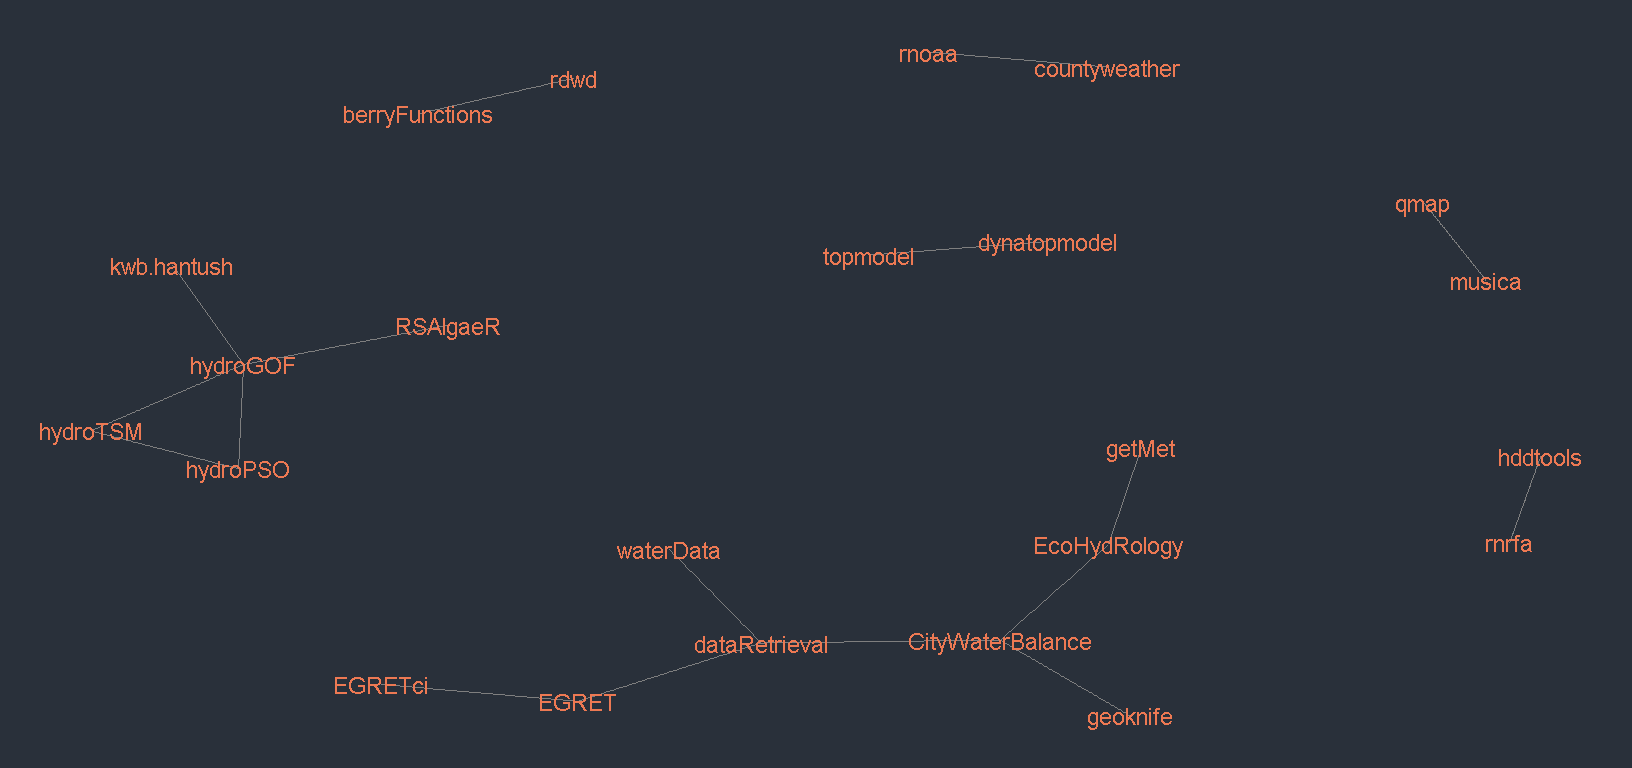 rnoaa
countyweather
rdwd
berryFunctions
qmap
dynatopmodel
topmodel
musica
kwb.hantush
RSAlgaeR
hydroGOF
hydroTSM
hydroPSO
getMet
hddtools
rnrfa
EcoHydRology
waterData
CityWaterBalance
dataRetrieval
EGRETci
EGRET
geoknife